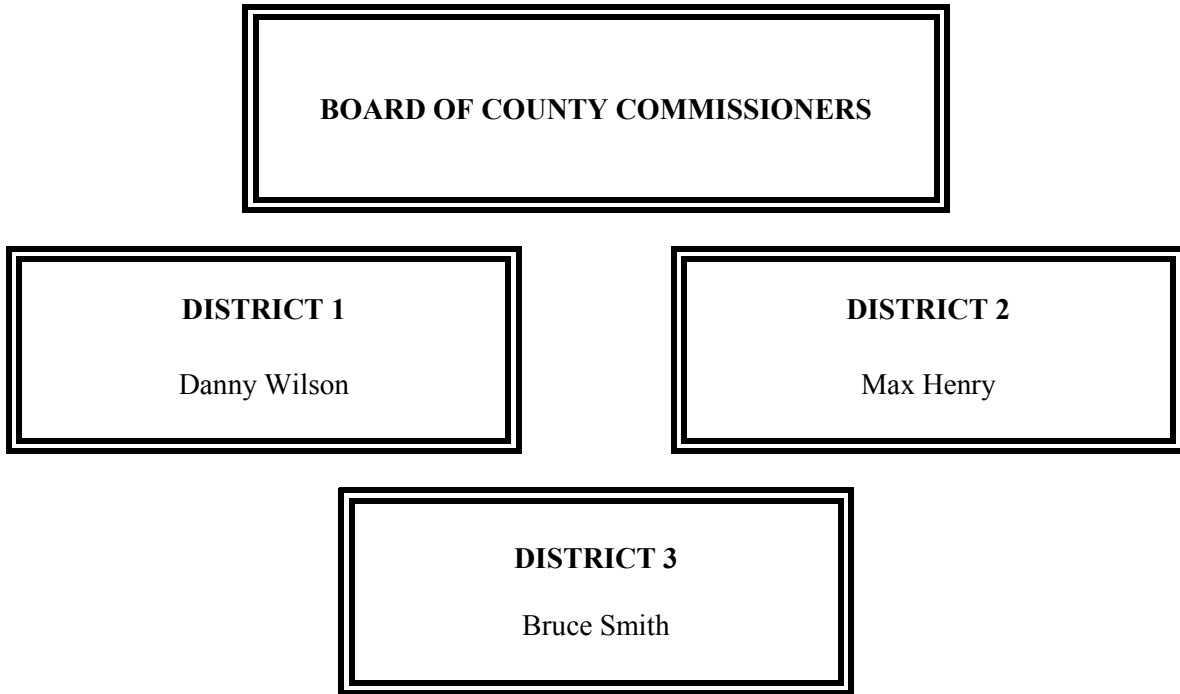 BOARD OF COUNTY COMMISSIONERS
DISTRICT 1
Danny Wilson
DISTRICT 2
Max Henry
DISTRICT 3
Bruce Smith